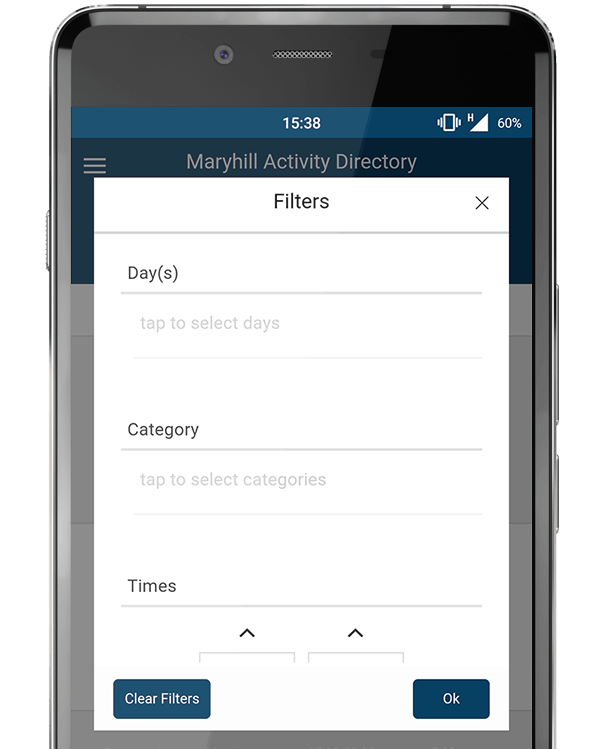 15:38
H
60%
Maryhill Activity Directory
Filters
Day(s)
tap to select days
Category
tap to select categories
Times
Clear Filters
Ok